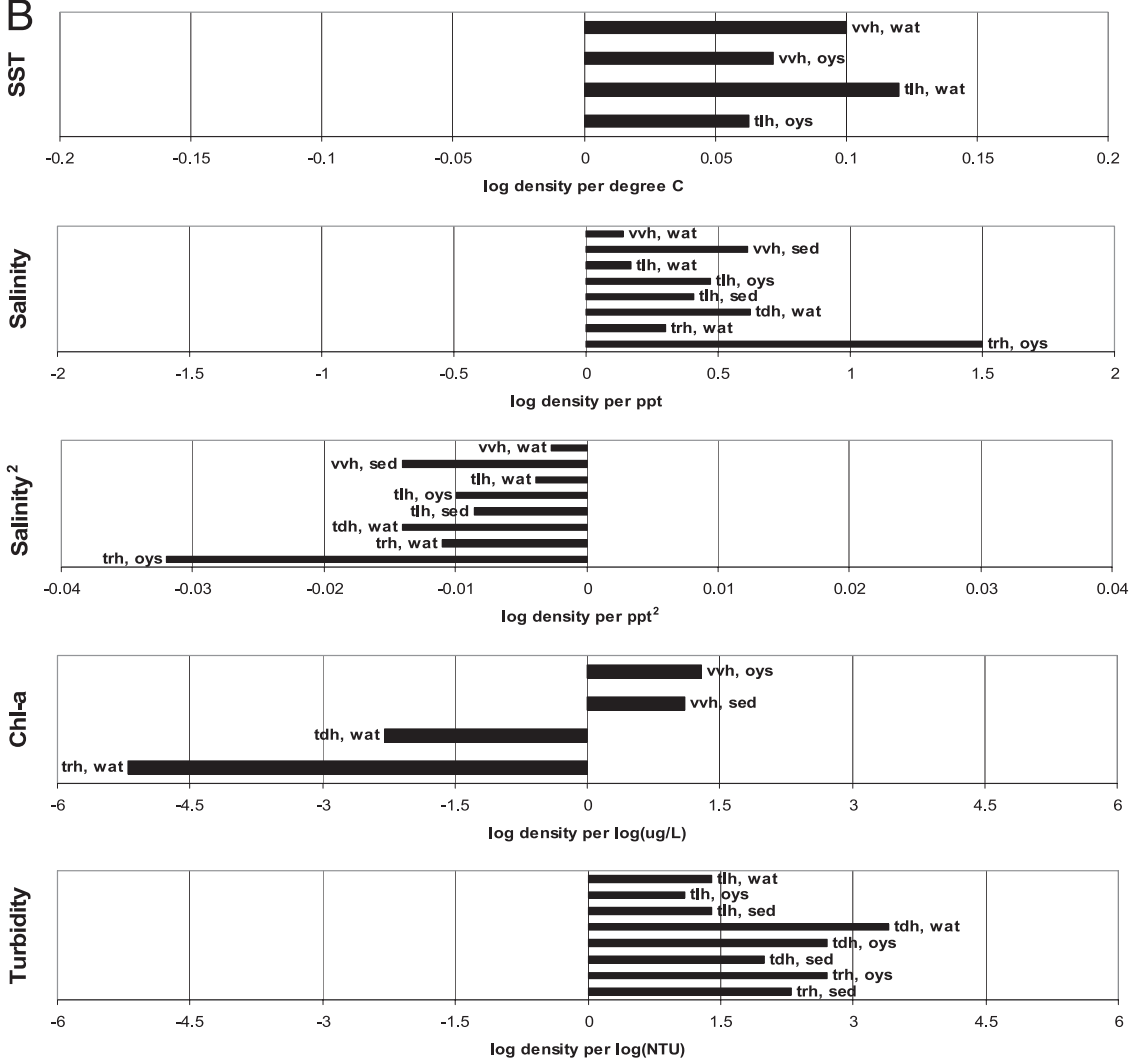 B
SST
vvh, wat
vvh, oys
tlh, wat
tlh, oys
-0.2 -0.15 -0.1 -0.05 0 0.05 0.1 0.15 0.2
log density per degree C
Salinity
vvh, wat
vvh, sed
tlh, wat
tlh, oys
tlh, sed
tdh, wat
trh, wat
trh, oys
-2 -1.5 -1 -0.5 0 0.5 1 1.5 2
log density per ppt
Salinity²
vvh, wat
vvh, sed
tlh, wat
tlh, oys
tlh, sed
tdh, wat
trh, wat
trh, oys
-0.04 -0.03 -0.02 -0.01 0 0.01 0.02 0.03 0.04
log density per ppt²
Chl-a
vvh, oys
vvh, sed
tdh, wat
trh, wat
-6 -4.5 -3 -1.5 0 1.5 3 4.5 6
log density per log(ug/L)
Turbidity
tlh, wat
tlh, oys
tlh, sed
tdh, wat
tdh, oys
tdh, sed
trh, oys
trh, sed
-6 -4.5 -3 -1.5 0 1.5 3 4.5 6
log density per log(NTU)